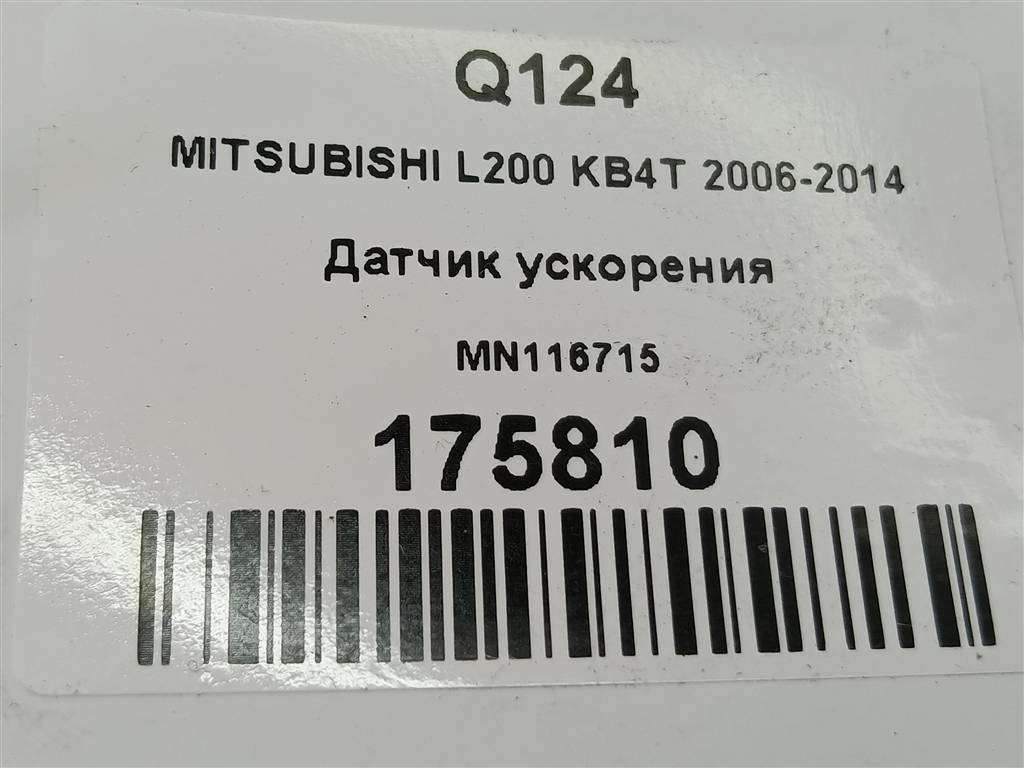 Q124
MITSUBISHI L200 KB4T 2006-2014
Датчик ускорения
MN116715
175810